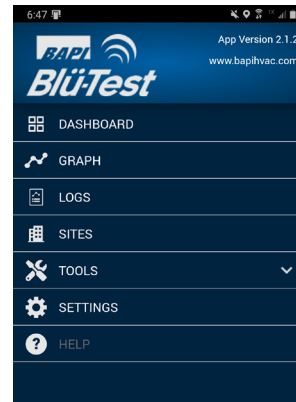 6:47
App Version 2.1.2
BAPI
www.bapihvac.com
Blü-Test
DASHBOARD
GRAPH
LOGS
SITES
TOOLS
SETTINGS
? HELP